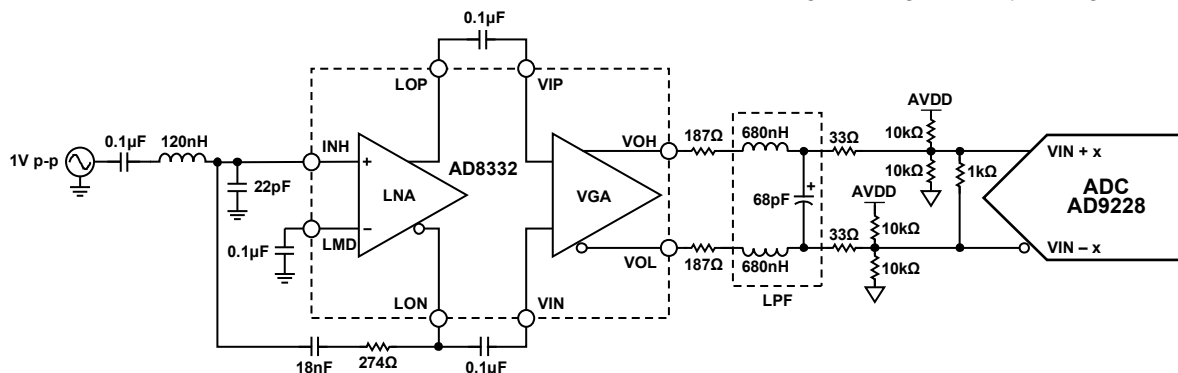 0.1µF
LOP
VIP
1V p-p
0.1µF
120nH
22pF
INH
LMD
0.1µF
LNA
AD8332
VGA
VOH
VOL
LON
VIN
18nF
274Ω
0.1µF
187Ω
680nH
187Ω
680nH
68pF
+
LPF
33Ω
33Ω
AVDD
10kΩ
10kΩ
AVDD
10kΩ
10kΩ
1kΩ
VIN + x
ADC
AD9228
VIN – x
+
–